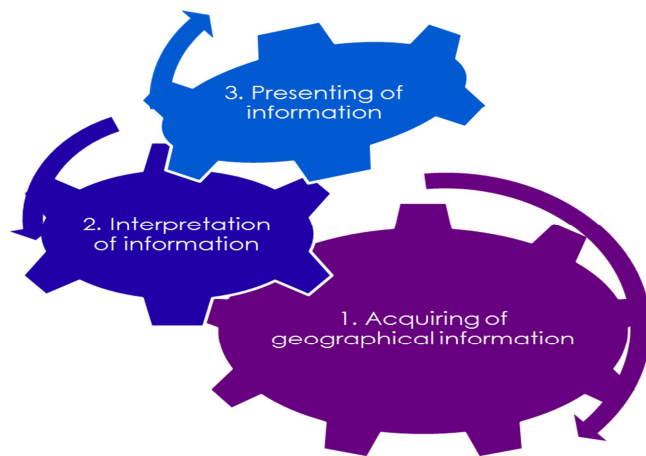 3. Presenting of
information
2. Interpretation
of information
1. Acquiring of
geographical information